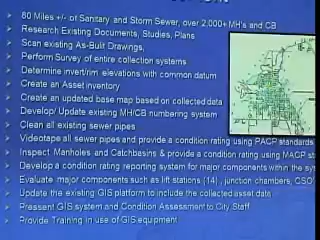 80 Miles +/- of Sanitary and Storm Sewer, over 2,000+ MH's and CB
Research Existing Documents, Studies, Plans
Scan existing As-Built Drawings,
Perform Survey of entire collection systems
Determine invert/rim elevations with common datum
Create an Asset inventory
Create an updated base map based on collected data
Develop/ Update existing MH/CB numbering system
Clean all existing sewer pipes
Videotape all sewer pipes and provide a condition rating using PACP standards
Inspect Manholes and Catchbasins & provide a condition rating using MACP st
Develop a condition rating reporting system for major components within the sy
Evaluate major components such as lift stations (14), junction chambers, CSO
Update the existing GIS platform to include the collected asset data
Pressent GIS system and Condition Assessment to City Staff
Provide Training in use of GIS equipment